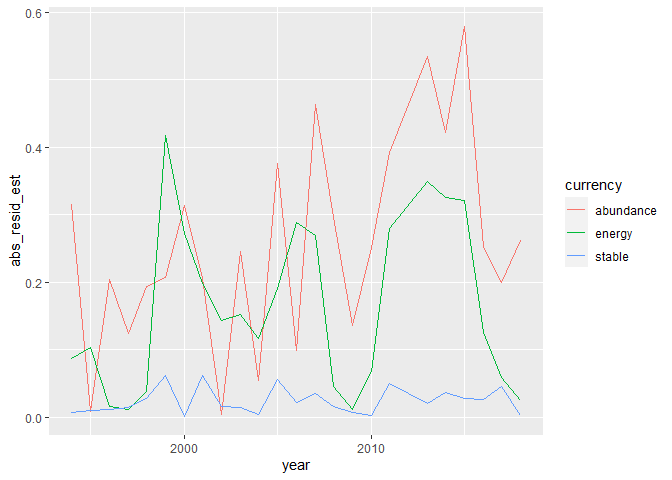 0.6
0.4
0.2
0.0
abs_resid_est
2000
2010
year
currency
abundance
energy
stable